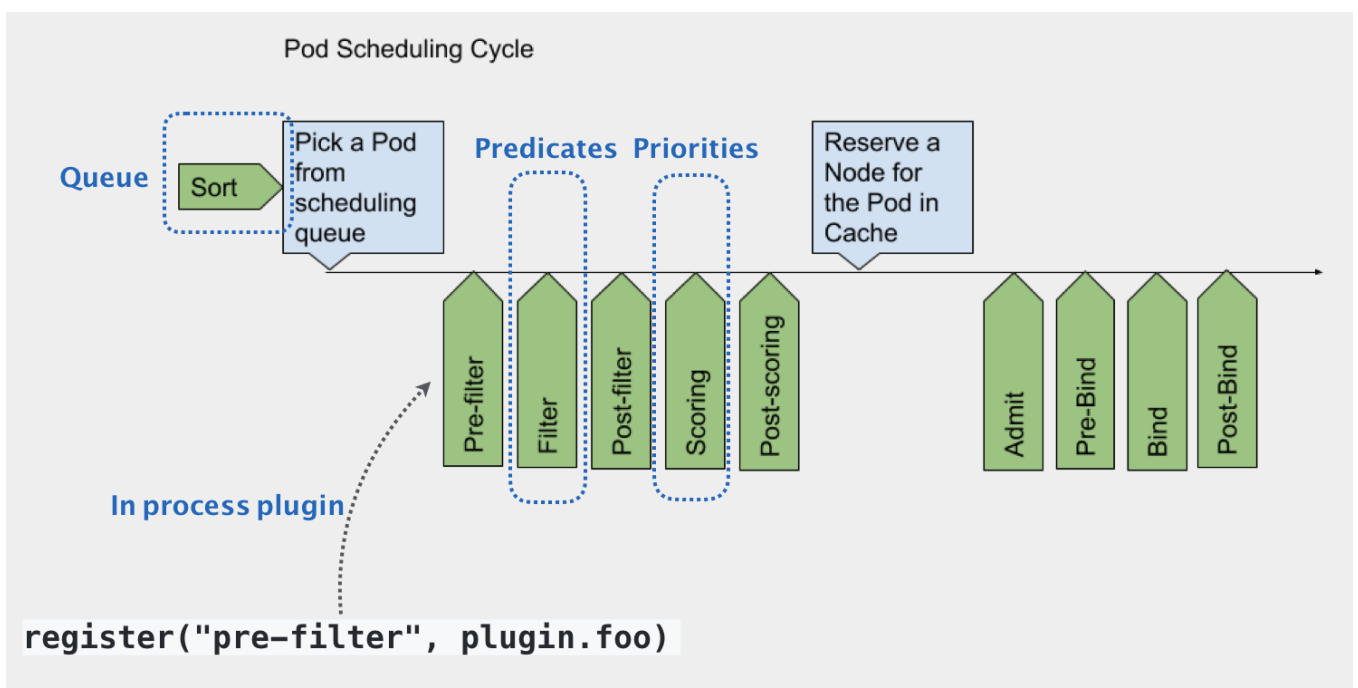 Pod Scheduling Cycle
Queue
Sort
Pick a Pod
from
scheduling
queue
Predicates
Priorities
Reserve a
Node for
the Pod in
Cache
Pre-filter
Filter
Post-filter
Scoring
Post-scoring
Admit
Pre-Bind
Bind
Post-Bind
In process plugin
register("pre-filter", plugin.foo)